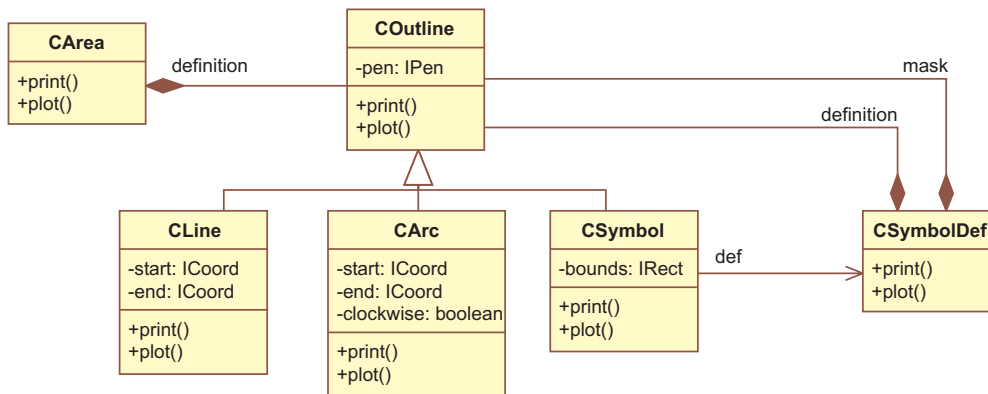 CArea
+print()
+plot()
definition
COutline
-pen: IPen
+print()
+plot()
mask
definition
CLine
-start: ICoord
-end: ICoord
+print()
+plot()
CArc
-start: ICoord
-end: ICoord
-clockwise: boolean
+print()
+plot()
CSymbol
-bounds: IRect
+print()
+plot()
def
CSymbolDef
+print()
+plot()